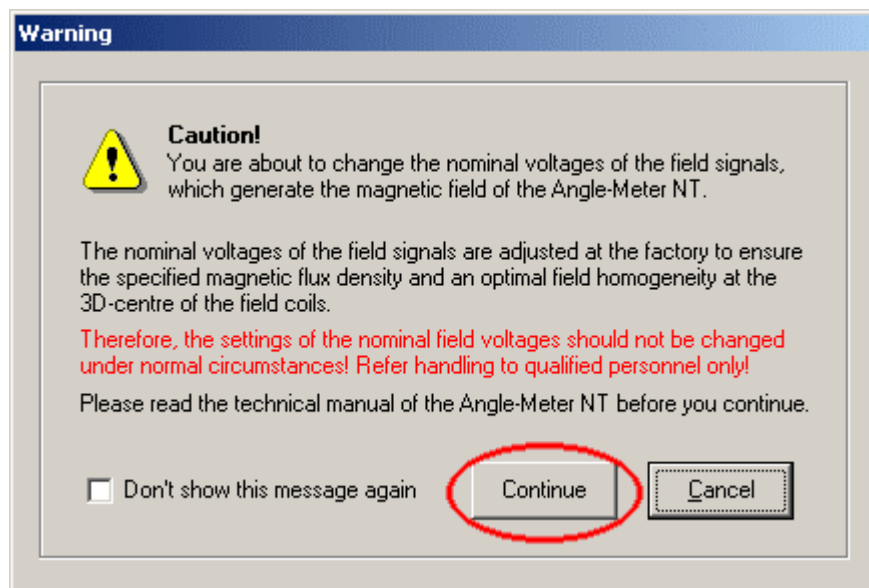 Warning
Caution!
You are about to change the nominal voltages of the field signals,
which generate the magnetic field of the Angle-Meter NT.
The nominal voltages of the field signals are adjusted at the factory to ensure
the specified magnetic flux density and an optimal field homogeneity at the
3D-centre of the field coils.
Therefore, the settings of the nominal field voltages should not be changed
under normal circumstances! Refer handling to qualified personnel only!
Please read the technical manual of the Angle-Meter NT before you continue.
Don't show this message again
Continue
Cancel